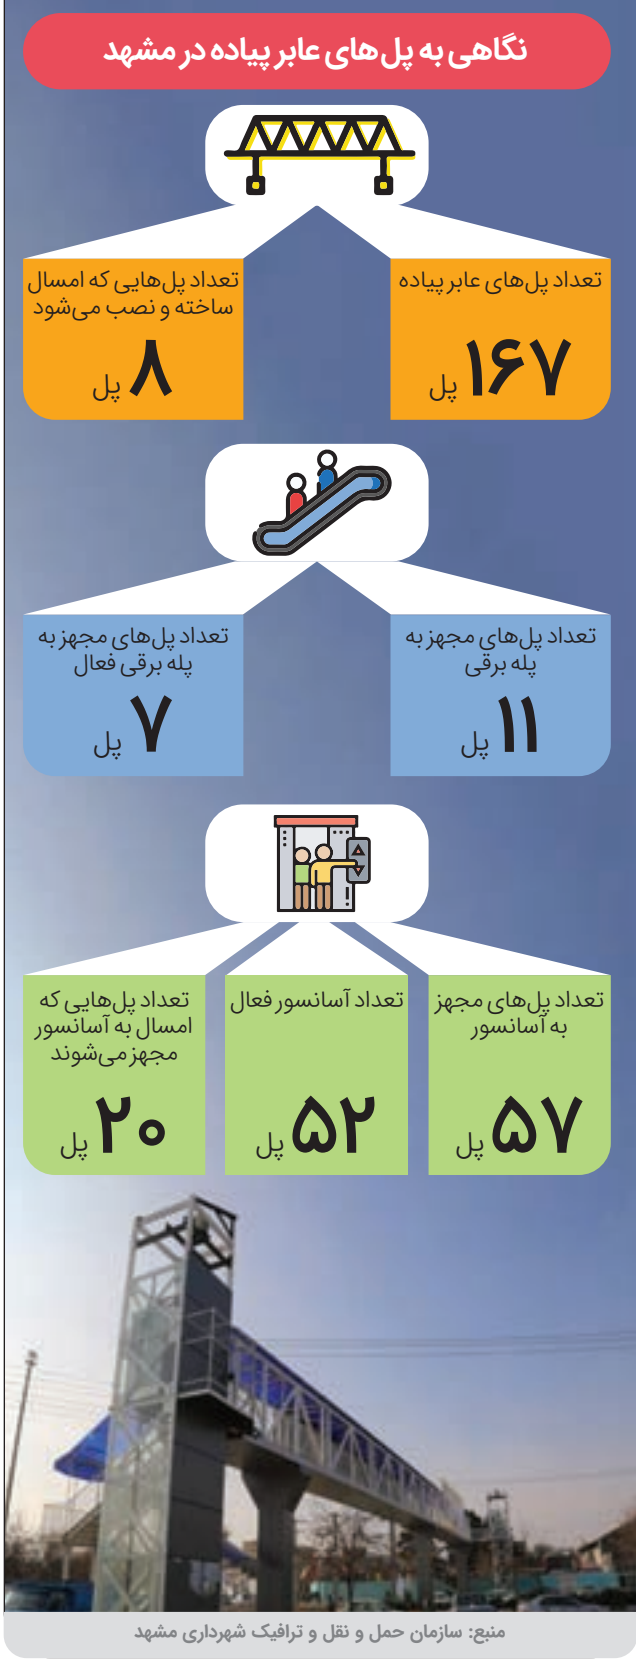 نگاهی به پل‌های عابر پیاده در مشهد
تعداد پل‌های عابر پیاده
۱۶۷ پل
تعداد پل‌هایی که امسال
ساخته و نصب می‌شود
۸ پل
تعداد پل‌های مجهز به
پله برقی
۱۱ پل
تعداد پل‌های مجهز به
پله برقی فعال
۷ پل
تعداد پل‌های مجهز
به آسانسور
۵۷ پل
تعداد آسانسور فعال
۵۲ پل
تعداد پل‌هایی که
امسال به آسانسور
مجهز می‌شوند
۲۰ پل
منبع: سازمان حمل و نقل و ترافیک شهرداری مشهد